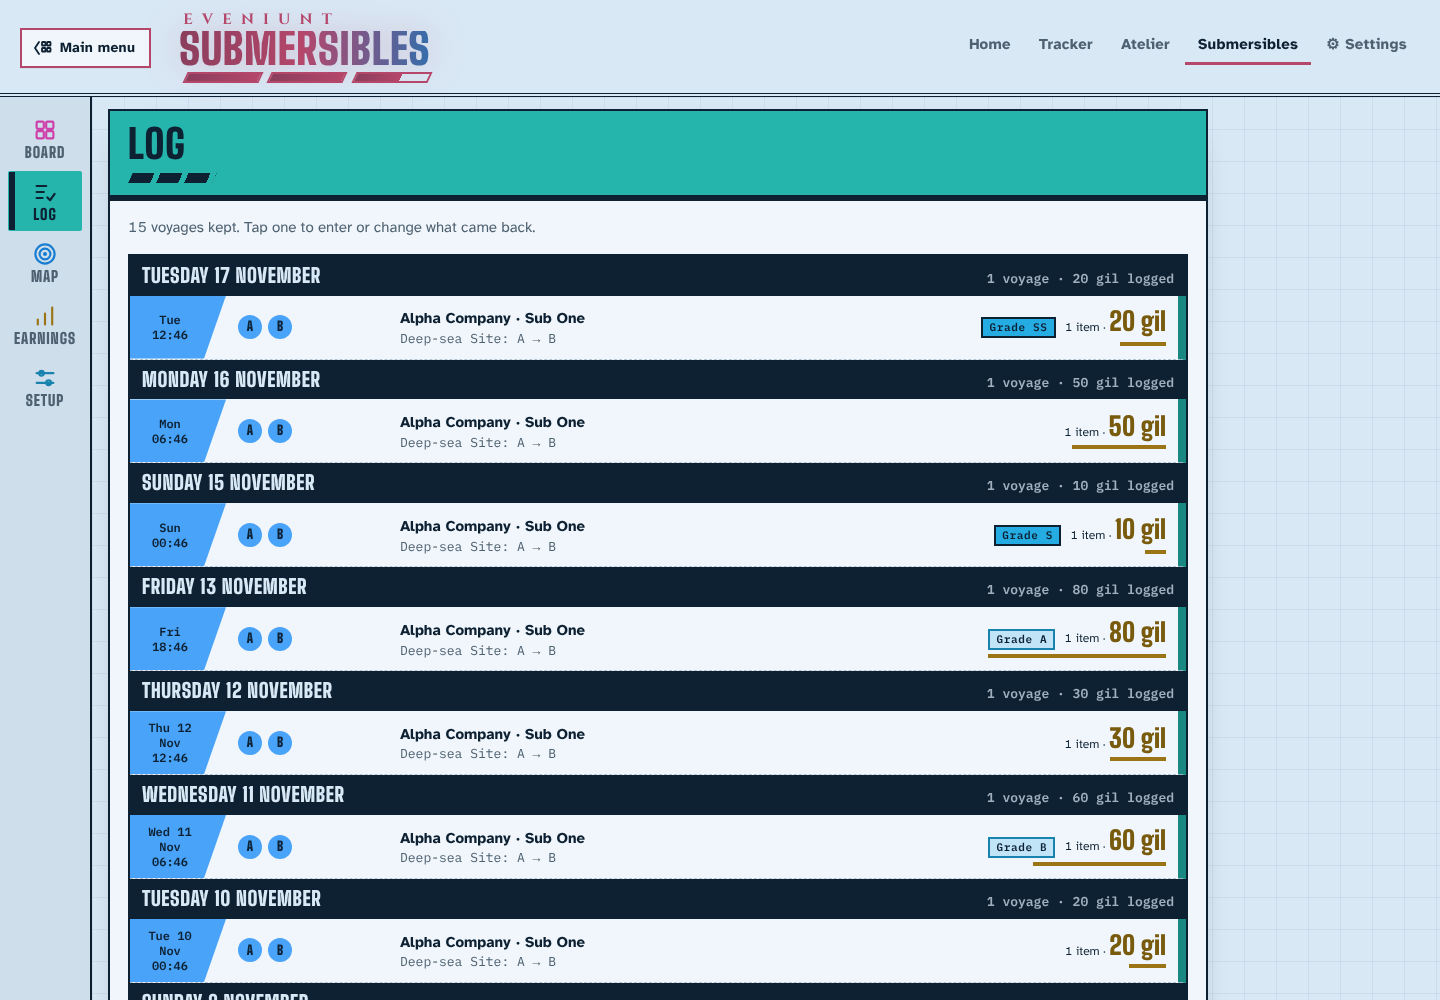 Main menu
EVENIUNT
SUBMERSIBLES
Home
Tracker
Atelier
Submersibles
Settings
BOARD
LOG
MAP
EARNINGS
SETUP
LOG
15 voyages kept. Tap one to enter or change what came back.
TUESDAY 17 NOVEMBER
1 voyage · 20 gil logged
Tue
12:46
A B
Alpha Company · Sub One
Deep-sea Site: A → B
Grade SS
1 item · 20 gil
MONDAY 16 NOVEMBER
1 voyage · 50 gil logged
Mon
06:46
A B
Alpha Company · Sub One
Deep-sea Site: A → B
1 item · 50 gil
SUNDAY 15 NOVEMBER
1 voyage · 10 gil logged
Sun
00:46
A B
Alpha Company · Sub One
Deep-sea Site: A → B
Grade S
1 item · 10 gil
FRIDAY 13 NOVEMBER
1 voyage · 80 gil logged
Fri
18:46
A B
Alpha Company · Sub One
Deep-sea Site: A → B
Grade A
1 item · 80 gil
THURSDAY 12 NOVEMBER
1 voyage · 30 gil logged
Thu 12
Nov
12:46
A B
Alpha Company · Sub One
Deep-sea Site: A → B
1 item · 30 gil
WEDNESDAY 11 NOVEMBER
1 voyage · 60 gil logged
Wed 11
Nov
06:46
A B
Alpha Company · Sub One
Deep-sea Site: A → B
Grade B
1 item · 60 gil
TUESDAY 10 NOVEMBER
1 voyage · 20 gil logged
Tue 10
Nov
00:46
A B
Alpha Company · Sub One
Deep-sea Site: A → B
1 item · 20 gil